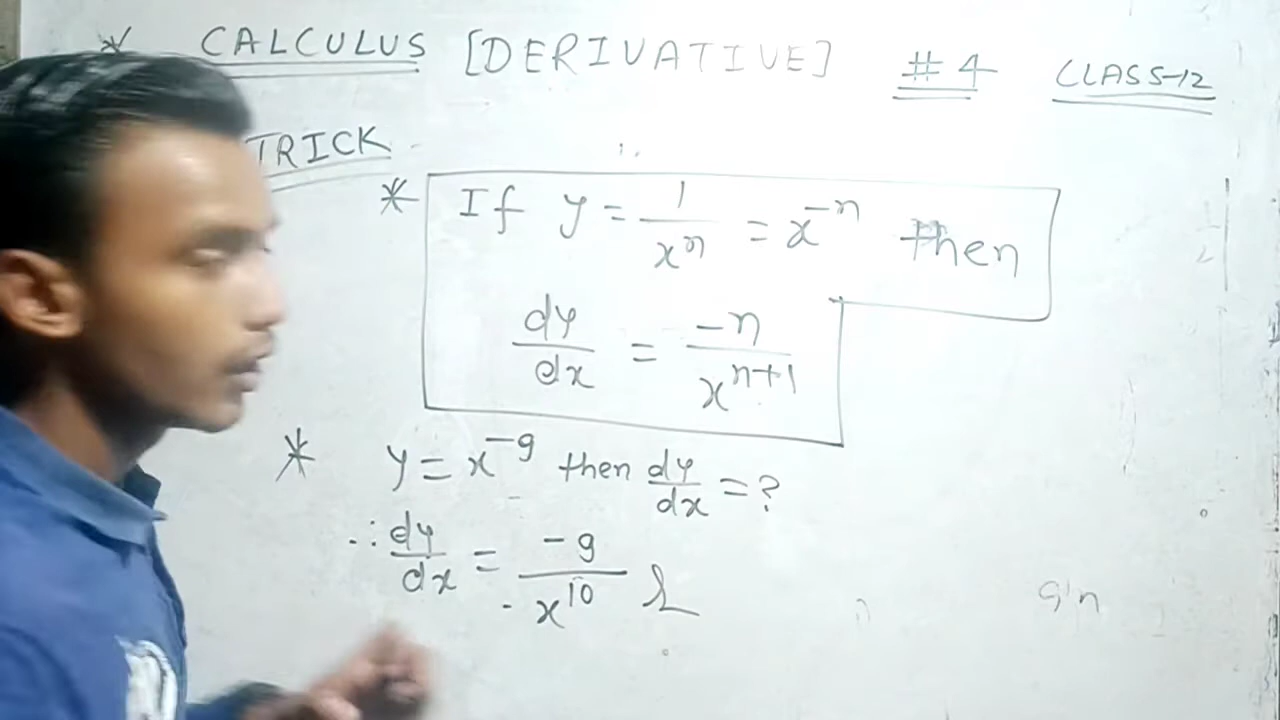 * CALCULUS [DERIVATIVE] #4 CLASS-12
TRICK
* If y = 1/xⁿ = x⁻ⁿ then
dy/dx = -n/xⁿ⁺¹
* y = x⁻⁹ then dy/dx = ?
∴ dy/dx = -9/x¹⁰